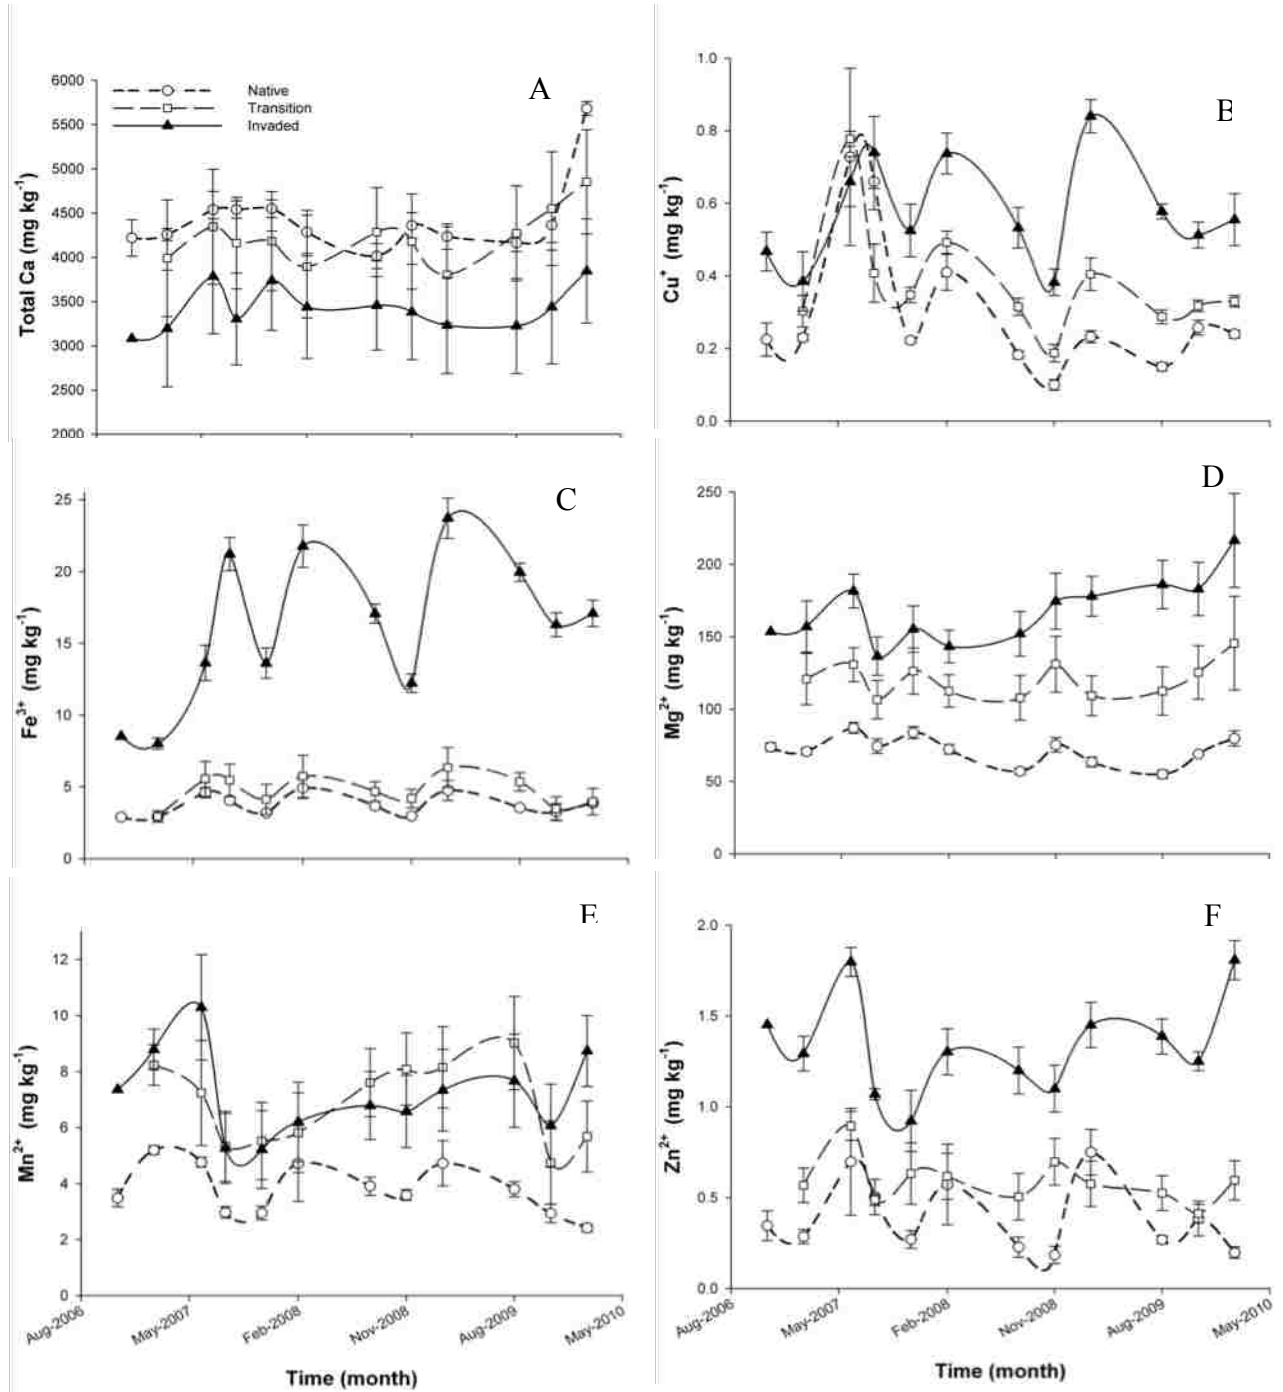 A
6000
5500
5000
4500
4000
3500
3000
2500
2000
Total Ca (mg kg⁻¹)
Native
Transition
Invaded
B
1.0
0.8
0.6
0.4
0.2
0.0
Cu⁺ (mg kg⁻¹)
C
25
20
15
10
5
0
Fe³⁺ (mg kg⁻¹)
D
250
200
150
100
50
0
Mg²⁺ (mg kg⁻¹)
E
12
10
8
6
4
2
0
Mn²⁺ (mg kg⁻¹)
Aug-2006
May-2007
Feb-2008
Nov-2008
Aug-2009
May-2010
Time (month)
F
2.0
1.5
1.0
0.5
0.0
Zn²⁺ (mg kg⁻¹)
Aug-2006
May-2007
Feb-2008
Nov-2008
Aug-2009
May-2010
Time (month)